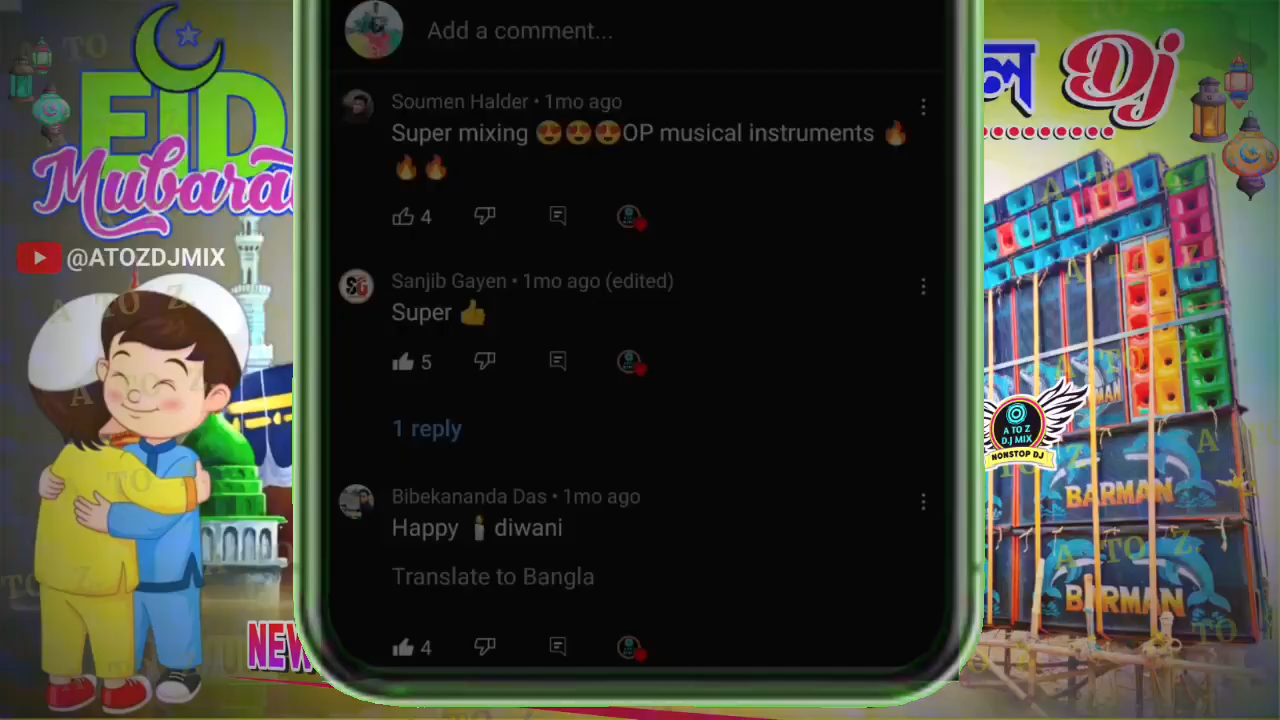 EID
Mubara
@ATOZDJMIX
NEW
Add a comment...
Soumen Halder • 1mo ago
Super mixing 😍😍😍OP musical instruments 🔥
🔥🔥
4
Sanjib Gayen • 1mo ago (edited)
Super 👍
5
1 reply
Bibekananda Das • 1mo ago
Happy 🕯️ diwani
Translate to Bangla
4
ল Dj
A TO Z
DJ MIX
NONSTOP DJ
BARMAN
BARMAN
A TO Z